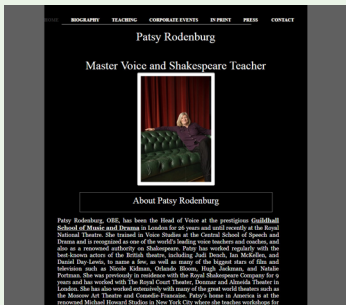 HOME BIOGRAPHY TEACHING CORPORATE EVENTS IN PRINT PRESS CONTACT
Patsy Rodenburg
Master Voice and Shakespeare Teacher
About Patsy Rodenburg
Patsy Rodenburg, OBE, has been the Head of Voice at the prestigious Guildhall
School of Music and Drama in London for 26 years and until recently at the Royal
National Theatre. She trained in Voice Studies at the Central School of Speech and
Drama and is recognized as one of the world's leading voice teachers and coaches, and
also as a renowned authority on Shakespeare. Patsy has worked regularly with the
best-known actors of the British theatre, including Judi Dench, Ian McKellen, and
Daniel Day-Lewis, to name a few, as well as many of the biggest stars of film and
television such as Nicole Kidman, Orlando Bloom, Hugh Jackman, and Natalie
Portman. She was previously in residence with the Royal Shakespeare Company for 9
years and has worked with The Royal Court Theater, Donmar and Almeida Theater in
London. She has also worked extensively with many of the great world theaters such as
the Moscow Art Theatre and Comedie-Francaise. Patsy's home in America is at the
renowned Michael Howard Studios in New York City where she teaches workshops for